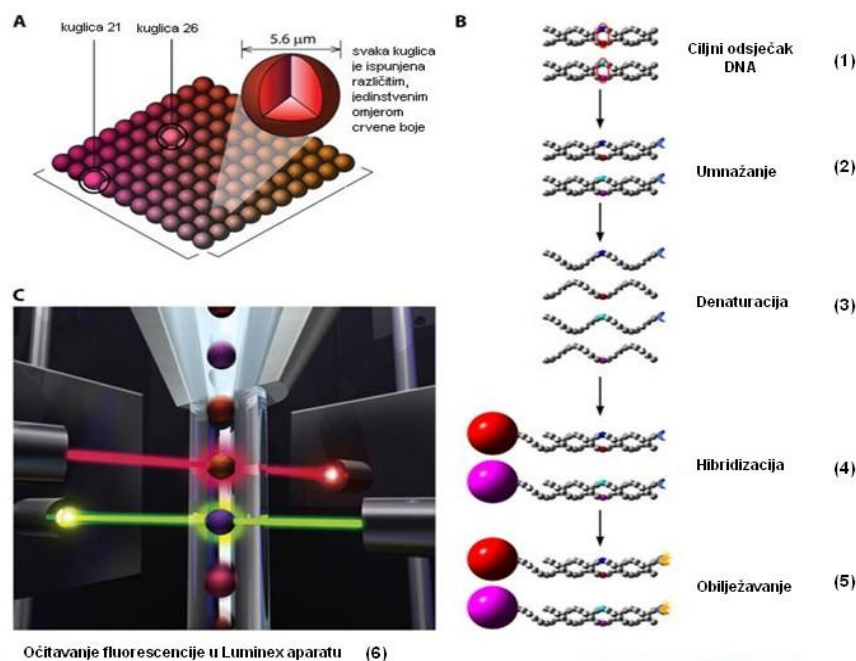 A
kuglica 21
kuglica 26
5.6 µm
svaka kuglica
je ispunjena
različitim,
jedinstvenim
omjerom
crvene boje
B
Ciljni odsječak
DNA
(1)
Umnažanje
(2)
Denaturacija
(3)
Hibridizacija
(4)
Obilježavanje
(5)
C
Očitavanje fluorescencije u Luminex aparatu (6)